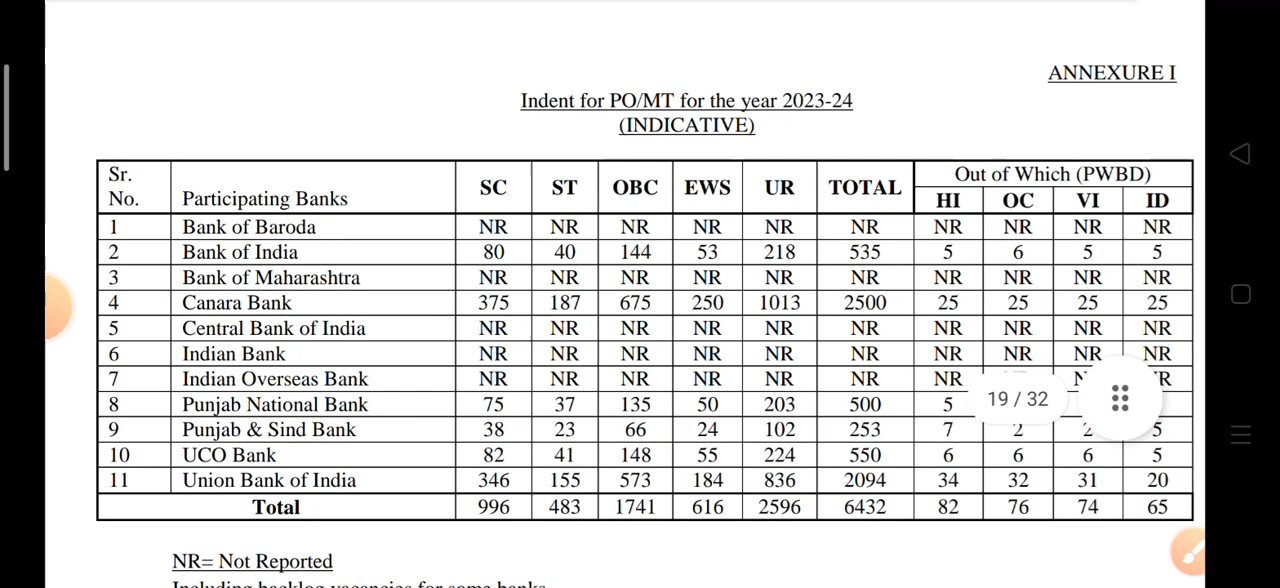 ANNEXURE I
Indent for PO/MT for the year 2023-24
(INDICATIVE)
Sr. No. Participating Banks SC ST OBC EWS UR TOTAL Out of Which (PWBD)
HI OC VI ID
1 Bank of Baroda NR NR NR NR NR NR NR NR NR NR
2 Bank of India 80 40 144 53 218 535 5 6 5 5
3 Bank of Maharashtra NR NR NR NR NR NR NR NR NR NR
4 Canara Bank 375 187 675 250 1013 2500 25 25 25 25
5 Central Bank of India NR NR NR NR NR NR NR NR NR NR
6 Indian Bank NR NR NR NR NR NR NR NR NR NR
7 Indian Overseas Bank NR NR NR NR NR NR NR
8 Punjab National Bank 75 37 135 50 203 500 5
19 / 32
9 Punjab & Sind Bank 38 23 66 24 102 253 7 2 2 5
10 UCO Bank 82 41 148 55 224 550 6 6 6 5
11 Union Bank of India 346 155 573 184 836 2094 34 32 31 20
Total 996 483 1741 616 2596 6432 82 76 74 65
NR= Not Reported
Including backlog vacancies for some banks